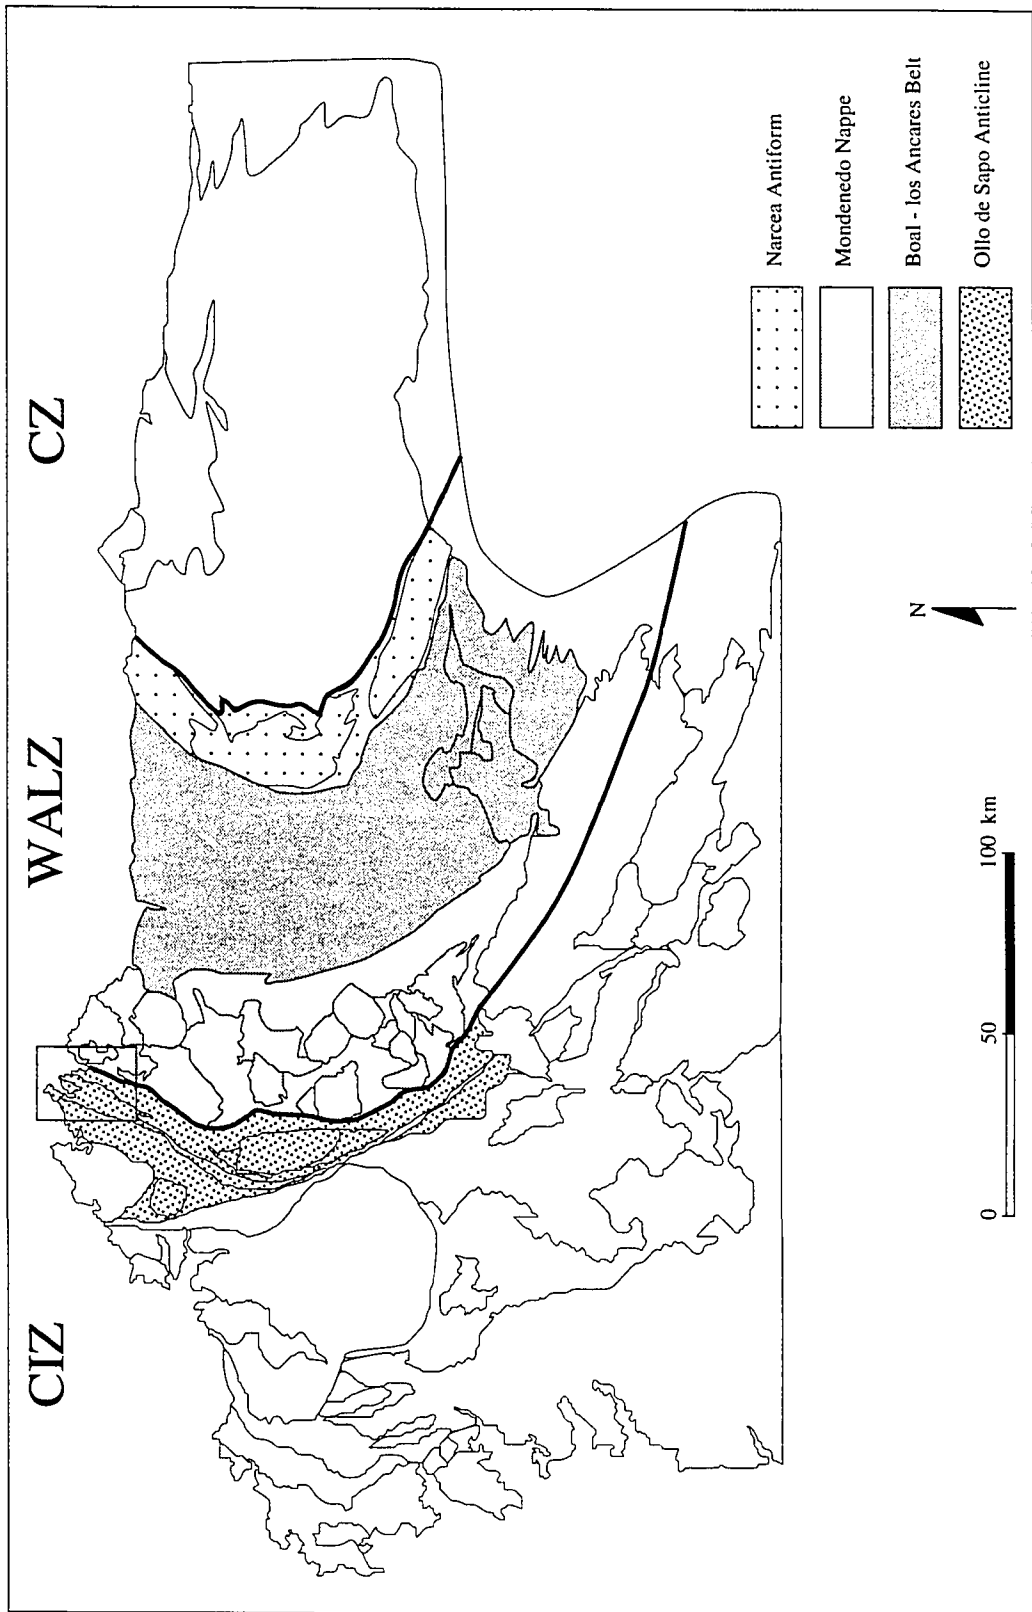 CIZ
WALZ
CZ
N
0
50
100 km
Narcea Antiform
Mondenedo Nappe
Boal - los Ancares Belt
Ollo de Sapo Anticline